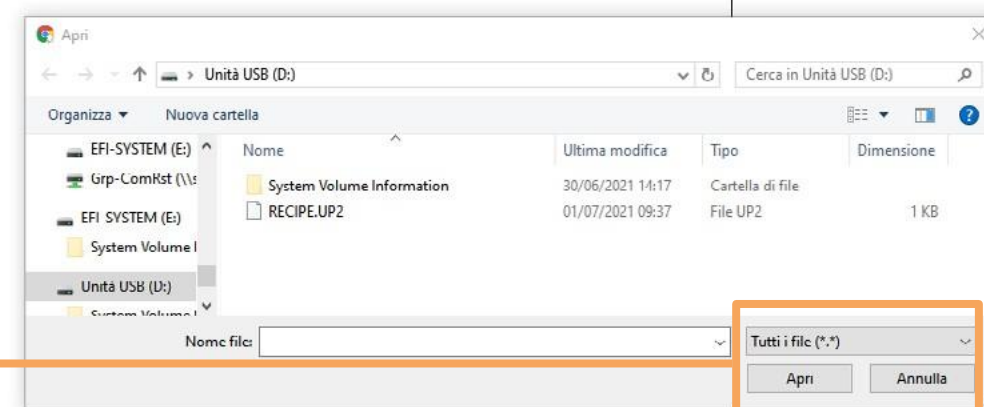 Apri
Unità USB (D:)
Cerca in Unità USB (D:)
Organizza
Nuova cartella
EFI-SYSTEM (E:)
Nome
Ultima modifica
Tipo
Dimensione
Grp-ComRst (\\s
System Volume Information
30/06/2021 14:17
Cartella di file
EFI SYSTEM (E:)
RECIPE.UP2
01/07/2021 09:37
File UP2
1 KB
System Volume I
Unità USB (D:)
System Volume I
Nome file:
Tutti i file (*.*)
Apri
Annulla